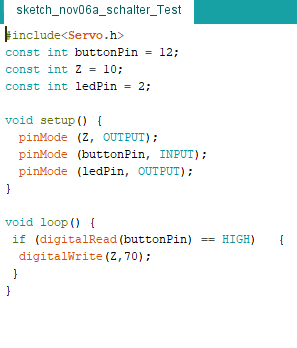 sketch_nov06a_schalter_Test
#include<Servo.h>
const int buttonPin = 12;
const int Z = 10;
const int ledPin = 2;

void setup() {
  pinMode (Z, OUTPUT);
  pinMode (buttonPin, INPUT);
  pinMode (ledPin, OUTPUT);
}

void loop() {
 if (digitalRead(buttonPin) == HIGH)   {
  digitalWrite(Z,70);
 }
}